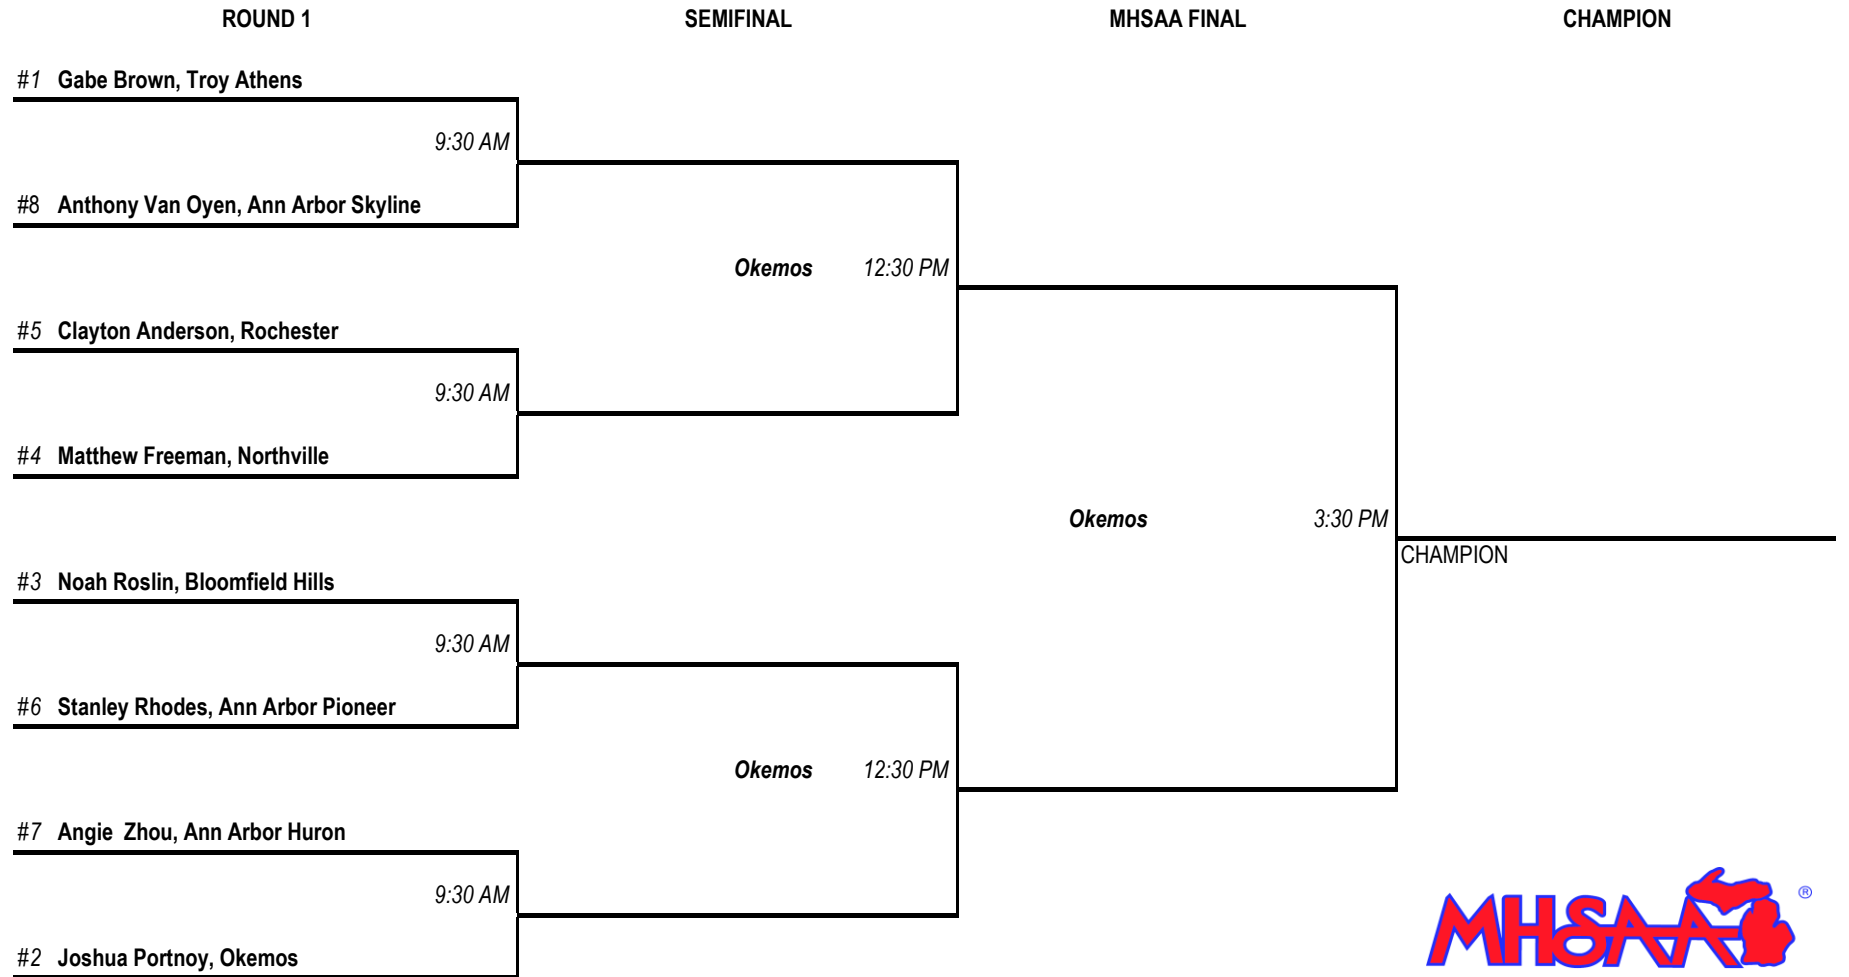 ROUND 1 SEMIFINAL MHSAA FINAL CHAMPION
#1 Gabe Brown, Troy Athens
9:30 AM
#8 Anthony Van Oyen, Ann Arbor Skyline
Okemos 12:30 PM
#5 Clayton Anderson, Rochester
9:30 AM
#4 Matthew Freeman, Northville
Okemos 3:30 PM
CHAMPION
#3 Noah Roslin, Bloomfield Hills
9:30 AM
#6 Stanley Rhodes, Ann Arbor Pioneer
Okemos 12:30 PM
#7 Angie  Zhou, Ann Arbor Huron
9:30 AM
#2 Joshua Portnoy, Okemos
MHSAA ®